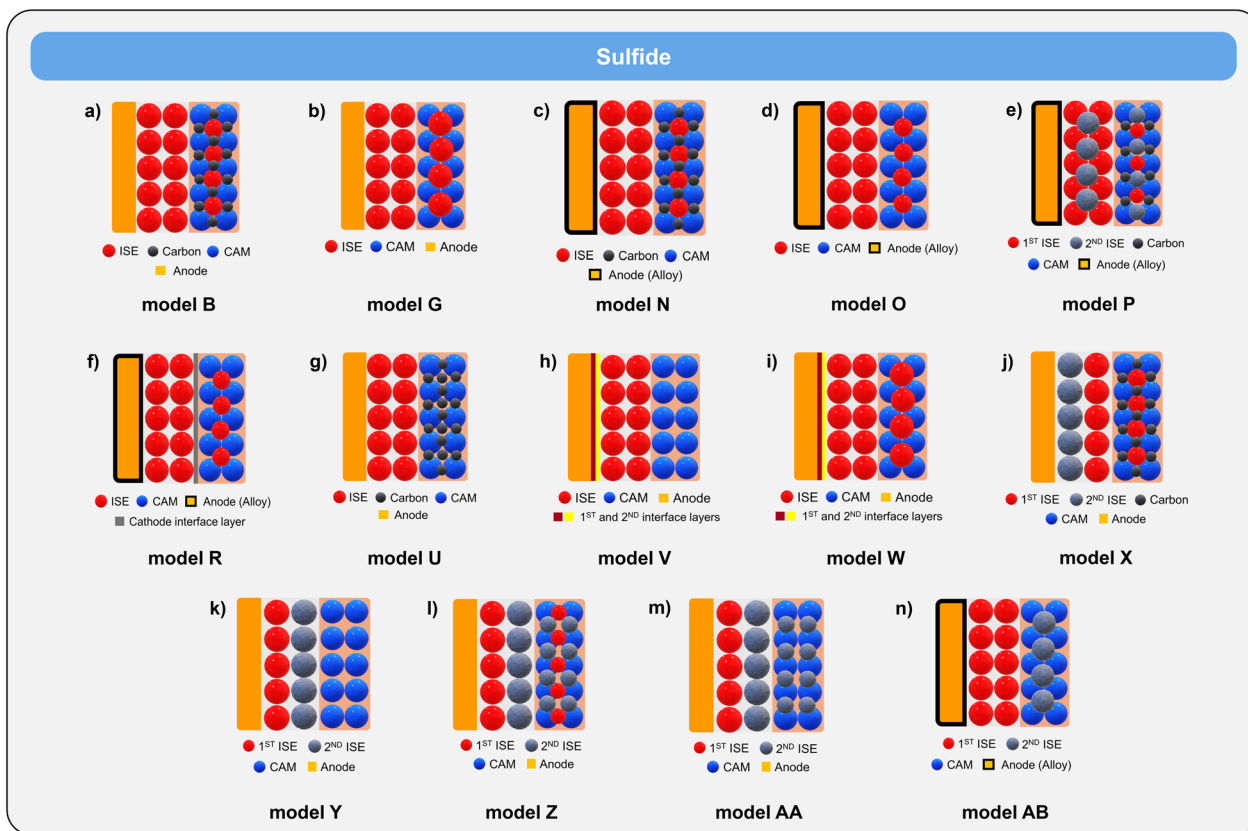 Sulfide
a)
b)
c)
d)
e)
ISE Carbon CAM
Anode
ISE CAM Anode
ISE Carbon CAM
Anode (Alloy)
ISE CAM Anode (Alloy)
1ST ISE 2ND ISE Carbon
CAM Anode (Alloy)
model B
model G
model N
model O
model P
f)
g)
h)
i)
j)
ISE CAM Anode (Alloy)
Cathode interface layer
ISE Carbon CAM
Anode
ISE CAM Anode
1ST and 2ND interface layers
ISE CAM Anode
1ST and 2ND interface layers
1ST ISE 2ND ISE Carbon
CAM Anode
model R
model U
model V
model W
model X
k)
l)
m)
n)
1ST ISE 2ND ISE
CAM Anode
1ST ISE 2ND ISE
CAM Anode
1ST ISE 2ND ISE
CAM Anode
1ST ISE 2ND ISE
CAM Anode (Alloy)
model Y
model Z
model AA
model AB